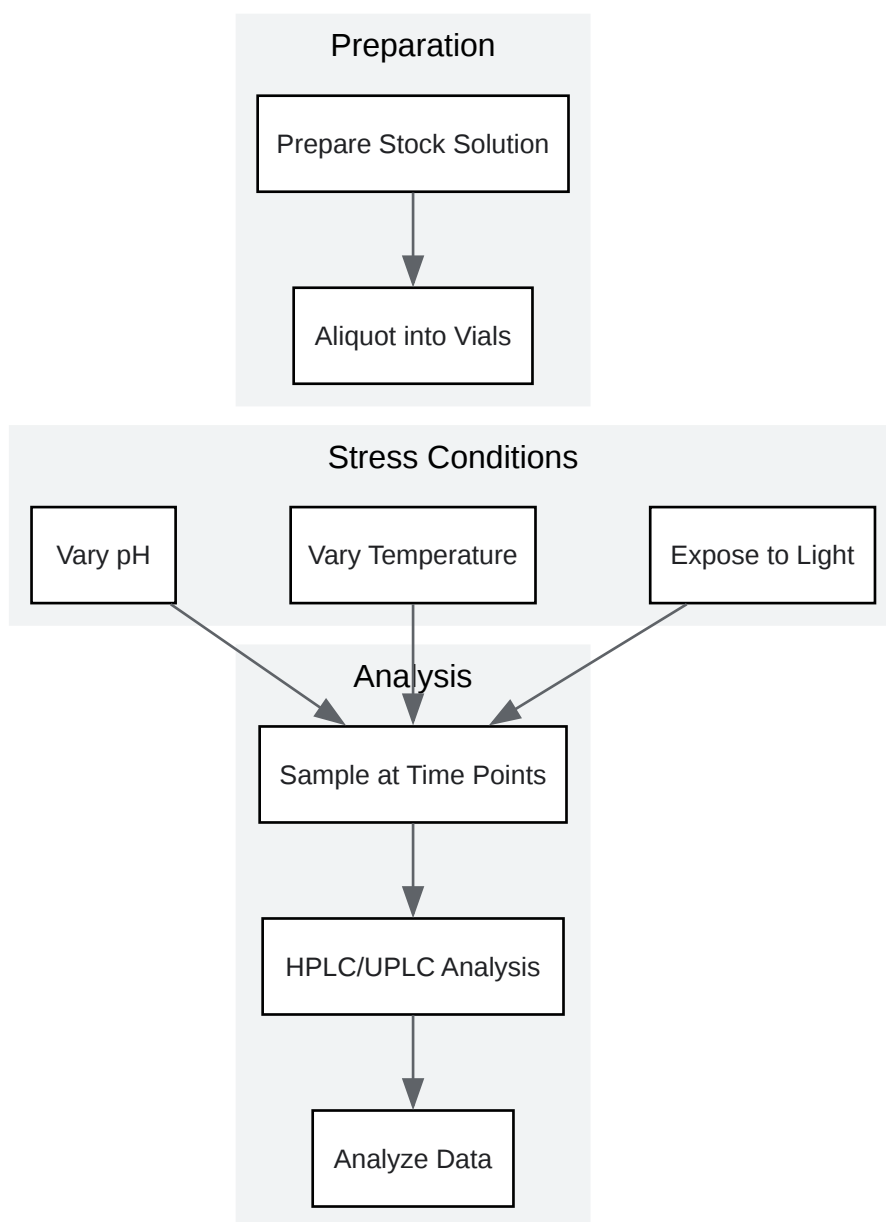 Preparation
Prepare Stock Solution
Aliquot into Vials
Stress Conditions
Vary pH
Vary Temperature
Expose to Light
Analysis
Sample at Time Points
HPLC/UPLC Analysis
Analyze Data